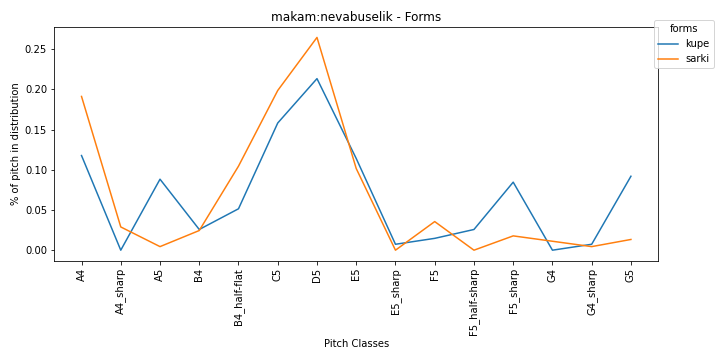 makam:nevabuselik - Forms
forms
kupe
sarki
% of pitch in distribution
0.25
0.20
0.15
0.10
0.05
0.00
A4
A4_sharp
A5
B4
B4_half-flat
C5
D5
E5
E5_sharp
F5
F5_half-sharp
F5_sharp
G4
G4_sharp
G5
Pitch Classes